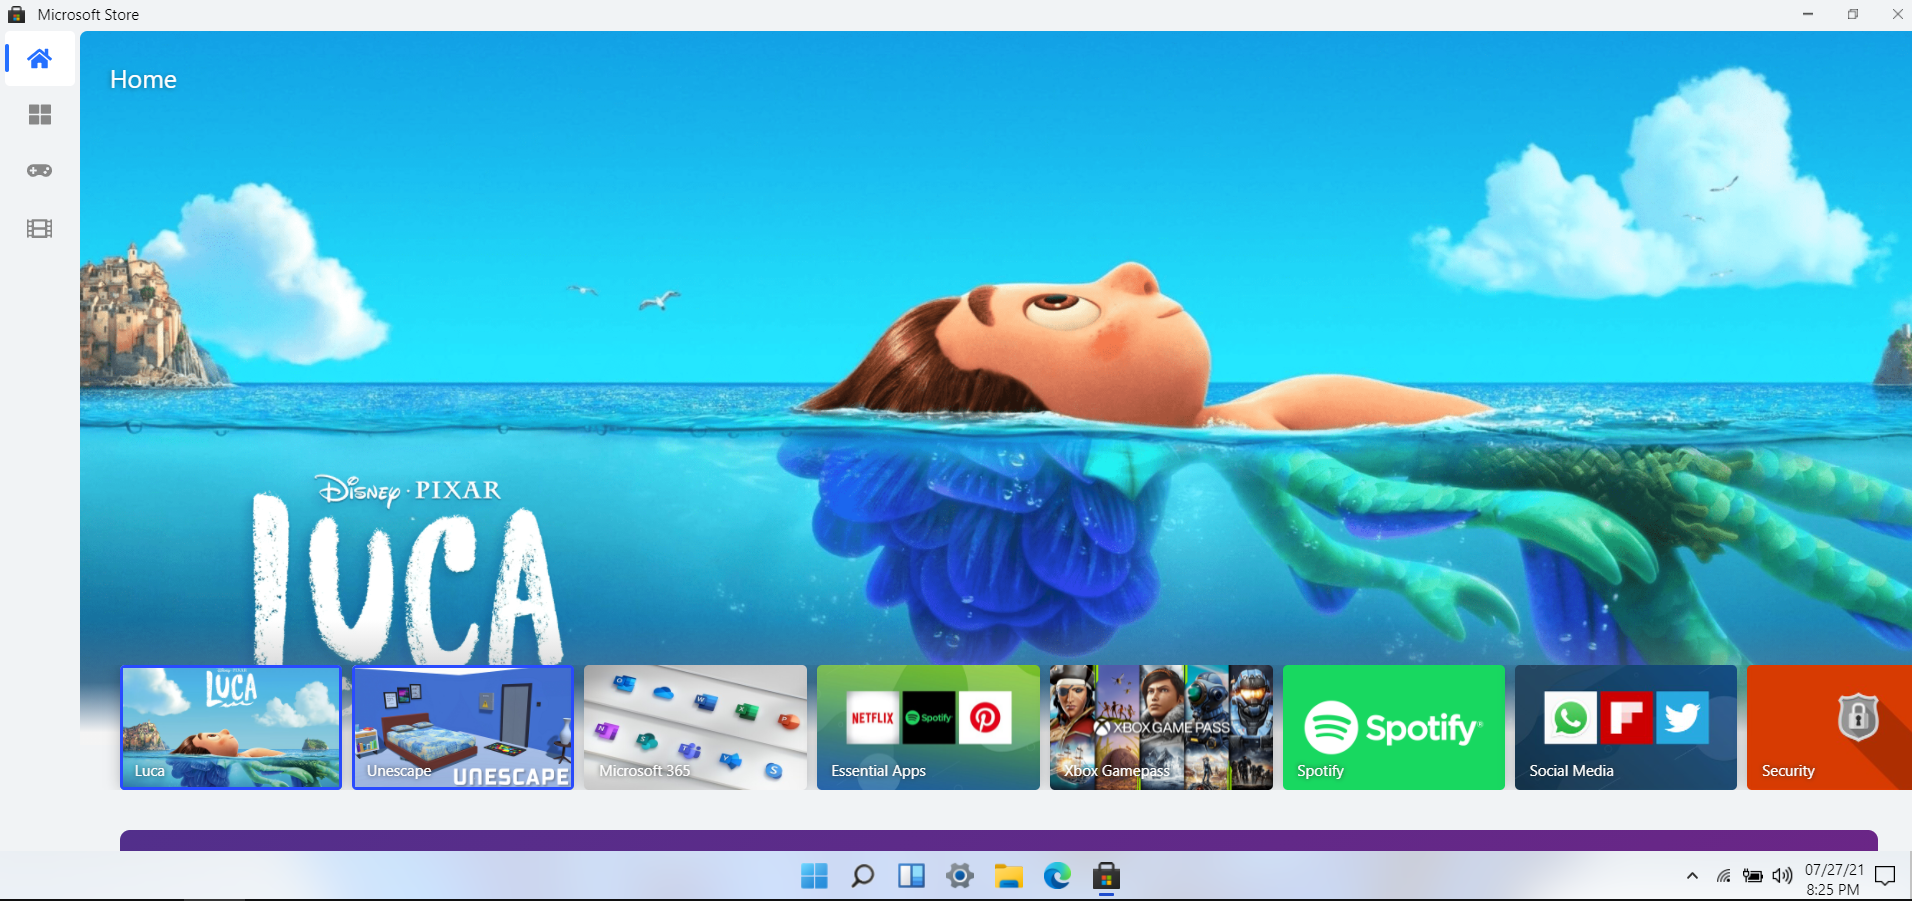 Microsoft Store
Home
Disney · PIXAR
LUCA
LUCA
Luca
Unescape
UNESCAPE
Microsoft 365
NETFLIX
Spotify
Essential Apps
XBOX GAME PASS
Xbox Gamepass
Spotify
Spotify
Social Media
Security
07/27/21
8:25 PM